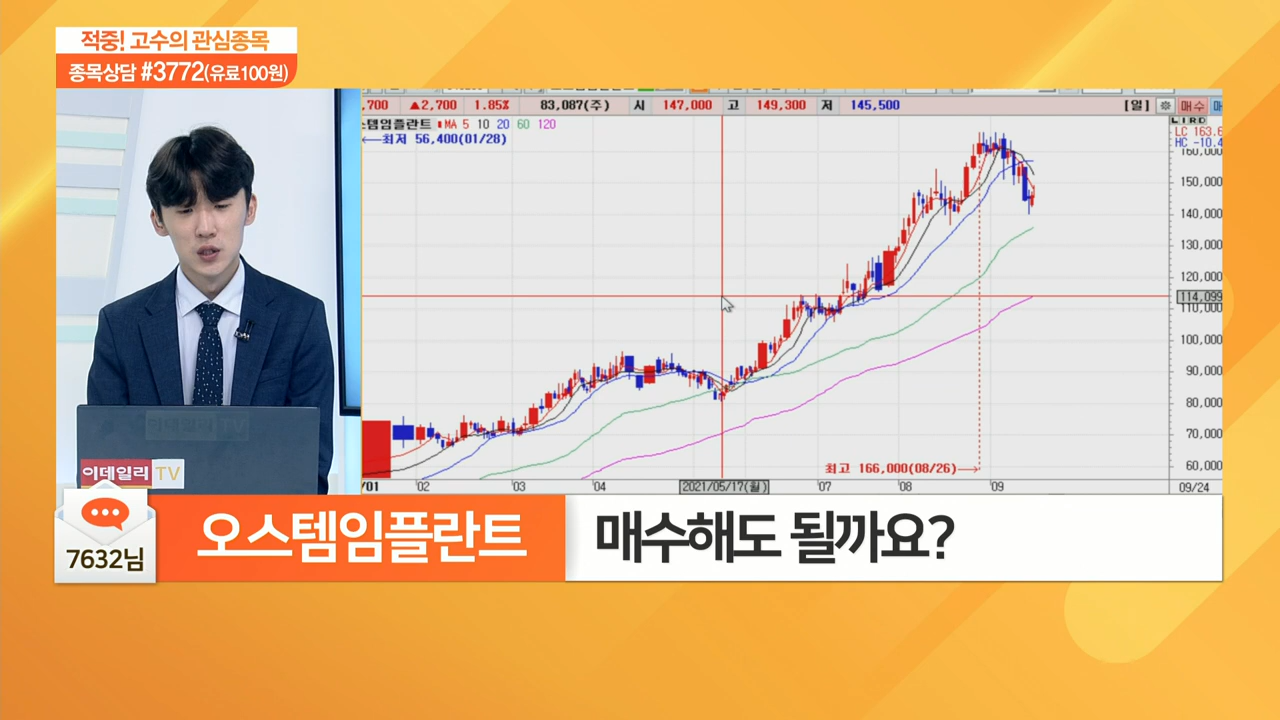 적중! 고수의 관심종목
종목상담 #3772(유료100원)
.700 ▲2,700 1.85% 83,087(주) 시 147,000 고 149,300 저 145,500 [일] 매수
스템임플란트 MA 5 10 20 60 120
←최저 56,400(01/28)
LC 163.6
HC -10.4
160,000
150,000
140,000
130,000
120,000
114,099
110,000
100,000
90,000
80,000
70,000
60,000
최고 166,000(08/26)→
/01 02 03 04 2021/05/17(월) 07 08 09 09/24
이데일리 TV
이데일리TV
7632님
오스템임플란트 매수해도 될까요?